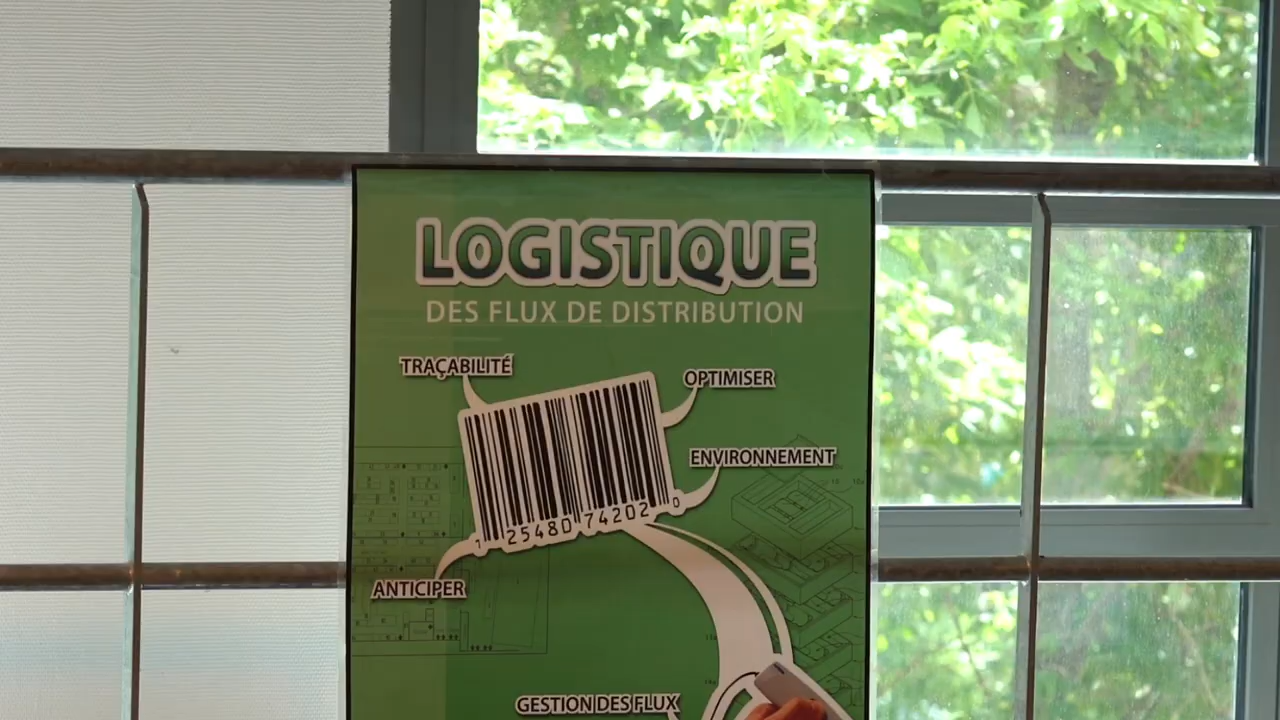 LOGISTIQUE
DES FLUX DE DISTRIBUTION
TRAÇABILITÉ
OPTIMISER
ENVIRONNEMENT
1 25480 74202 0
ANTICIPER
GESTION DES FLUX